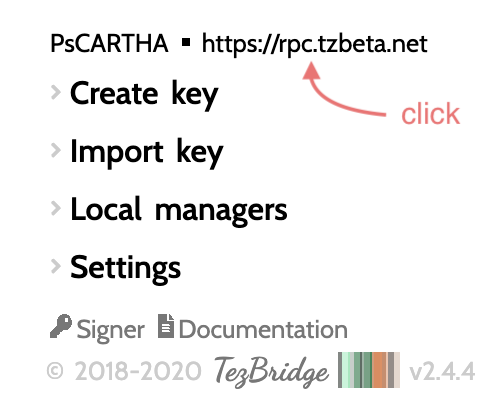 PsCARTHA ▪ https://rpc.tzbeta.net
click
› Create key
› Import key
› Local managers
› Settings
Signer Documentation
© 2018-2020 TezBridge v2.4.4